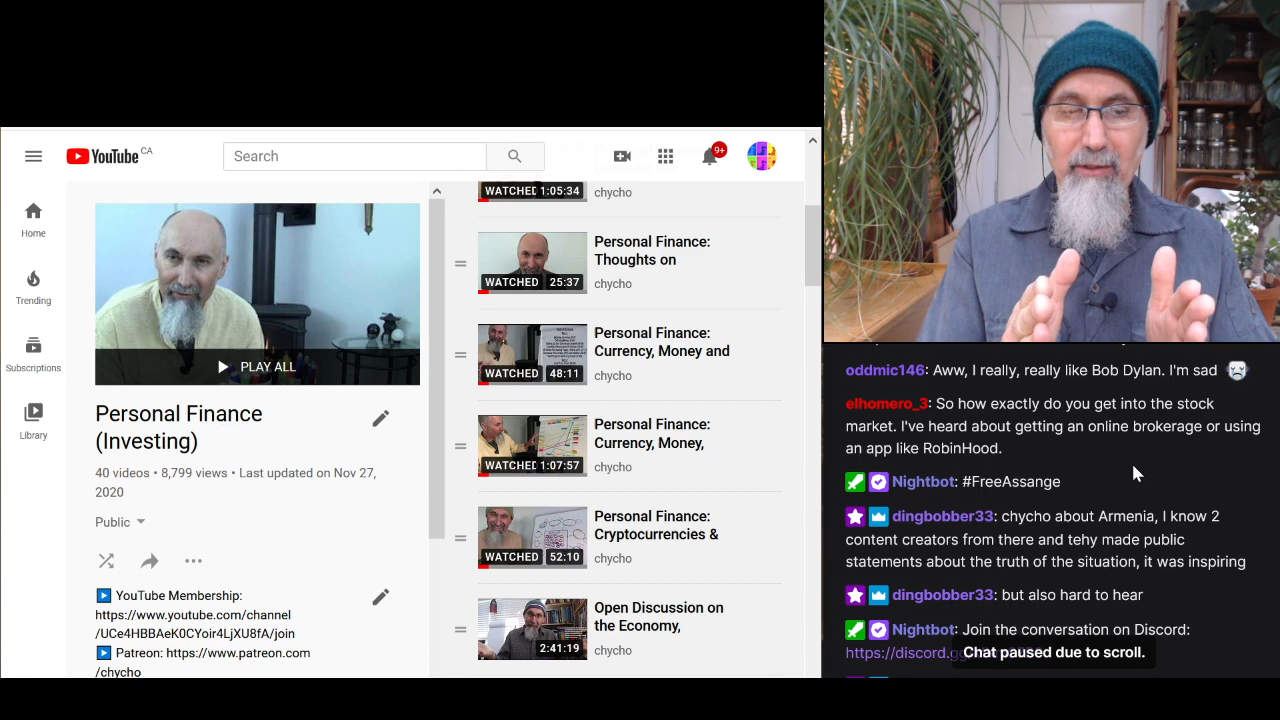 YouTube CA
Search
9+
Home
Trending
Subscriptions
Library
PLAY ALL
Personal Finance
(Investing)
40 videos • 8,799 views • Last updated on Nov 27,
2020
Public
YouTube Membership:
https://www.youtube.com/channel
/UCe4HBBAeK0CYoir4LjXU8fA/join
Patreon: https://www.patreon.com
/chycho
WATCHED 1:05:34
chycho
WATCHED 25:37
Personal Finance:
Thoughts on
chycho
WATCHED 48:11
Personal Finance:
Currency, Money and
chycho
WATCHED 1:07:57
Personal Finance:
Currency, Money,
chycho
WATCHED 52:10
Personal Finance:
Cryptocurrencies &
chycho
2:41:19
Open Discussion on
the Economy,
chycho
oddmic146: Aww, I really, really like Bob Dylan. I'm sad
elhomero_3: So how exactly do you get into the stock
market. I've heard about getting an online brokerage or using
an app like RobinHood.
Nightbot: #FreeAssange
dingbobber33: chycho about Armenia, I know 2
content creators from there and tehy made public
statements about the truth of the situation, it was inspiring
dingbobber33: but also hard to hear
Nightbot: Join the conversation on Discord:
https://discord.g
Chat paused due to scroll.